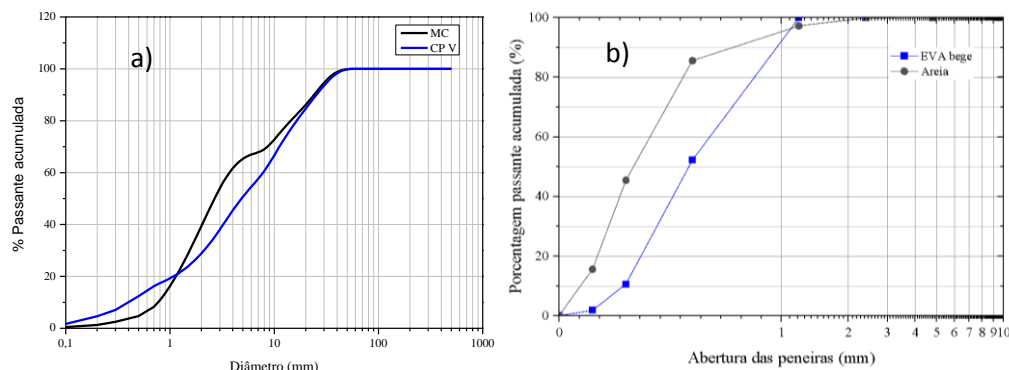 a)
MC
CP V
% Passante acumulada
120
100
80
60
40
20
0
0,1
1
10
100
1000
Diâmetro (mm)
b)
EVA bege
Areia
Porcentagem passante acumulada (%)
100
80
60
40
20
0
0
1
2
3
4
5
6
7
8
9
10
Abertura das peneiras (mm)